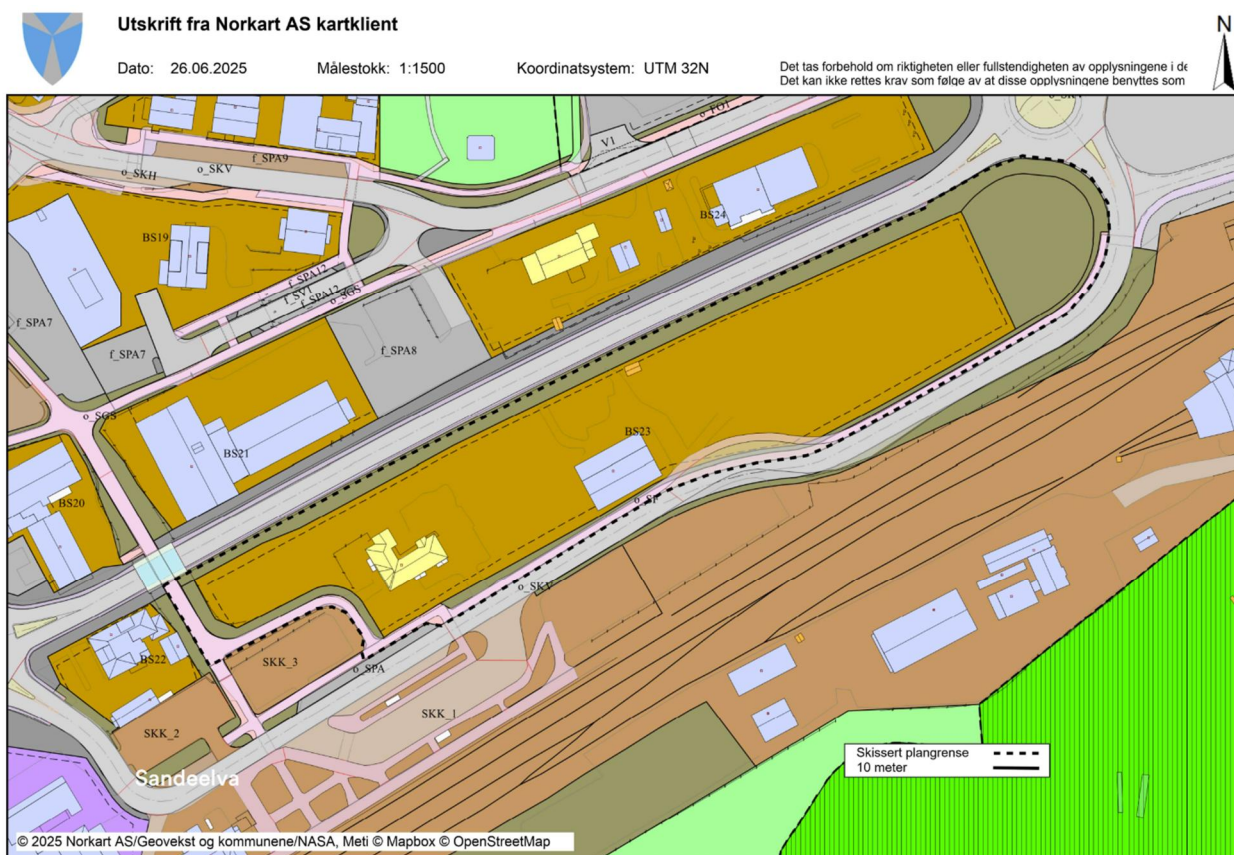 Utskrift fra Norkart AS kartklient
N
Dato: 26.06.2025 Målestokk: 1:1500 Koordinatsystem: UTM 32N
Det tas forbehold om riktigheten eller fullstendigheten av opplysningene i de
Det kan ikke rettes krav som følge av at disse opplysningene benyttes som
o_FO1
V1
f_SPA9
o_SKV
o_SKH
BS24
BS19
f_SPA12
f_SV1
f_SPA12
o_SGS
f_SPA7
f_SPA7
f_SPA8
o_SGS
BS21
BS23
BS20
o_SF
o_SKV
BS22
SKK_3
o_SPA
SKK_1
SKK_2
Skissert plangrense
10 meter
Sandeelva
© 2025 Norkart AS/Geovekst og kommunene/NASA, Meti © Mapbox © OpenStreetMap